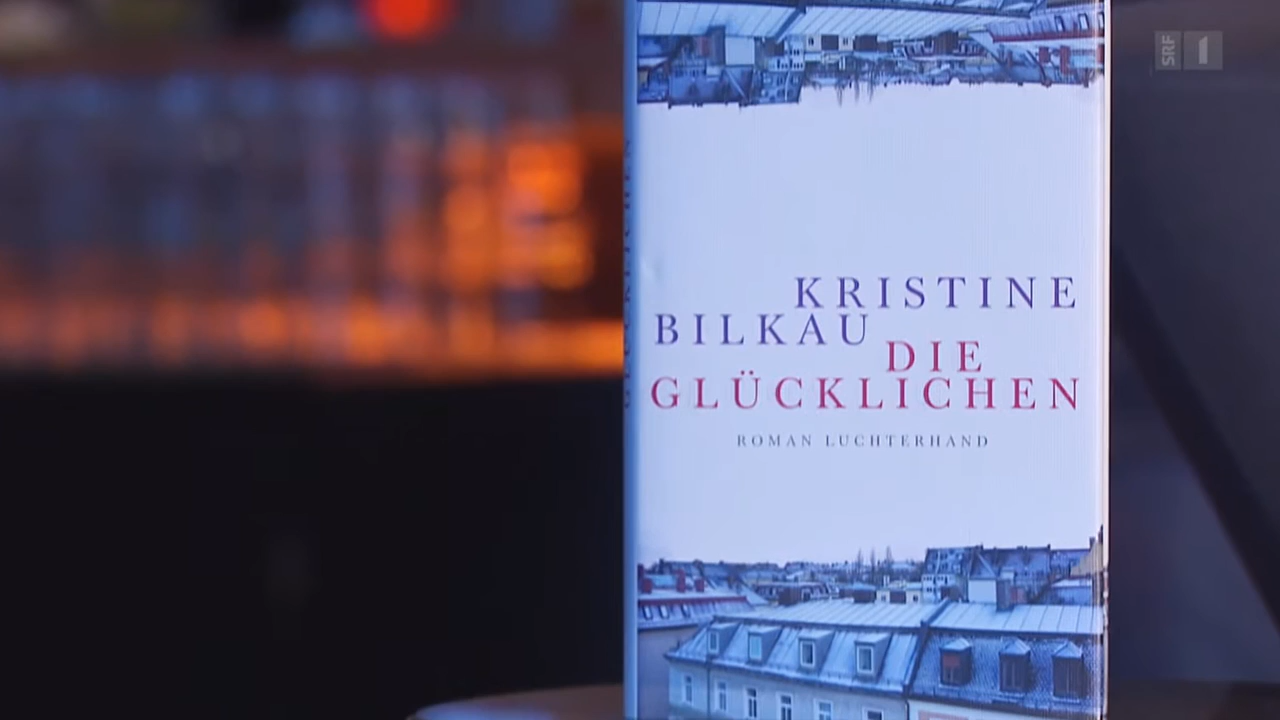 SRF 1
KRISTINE
BILKAU
DIE
GLÜCKLICHEN
ROMAN LUCHTERHAND